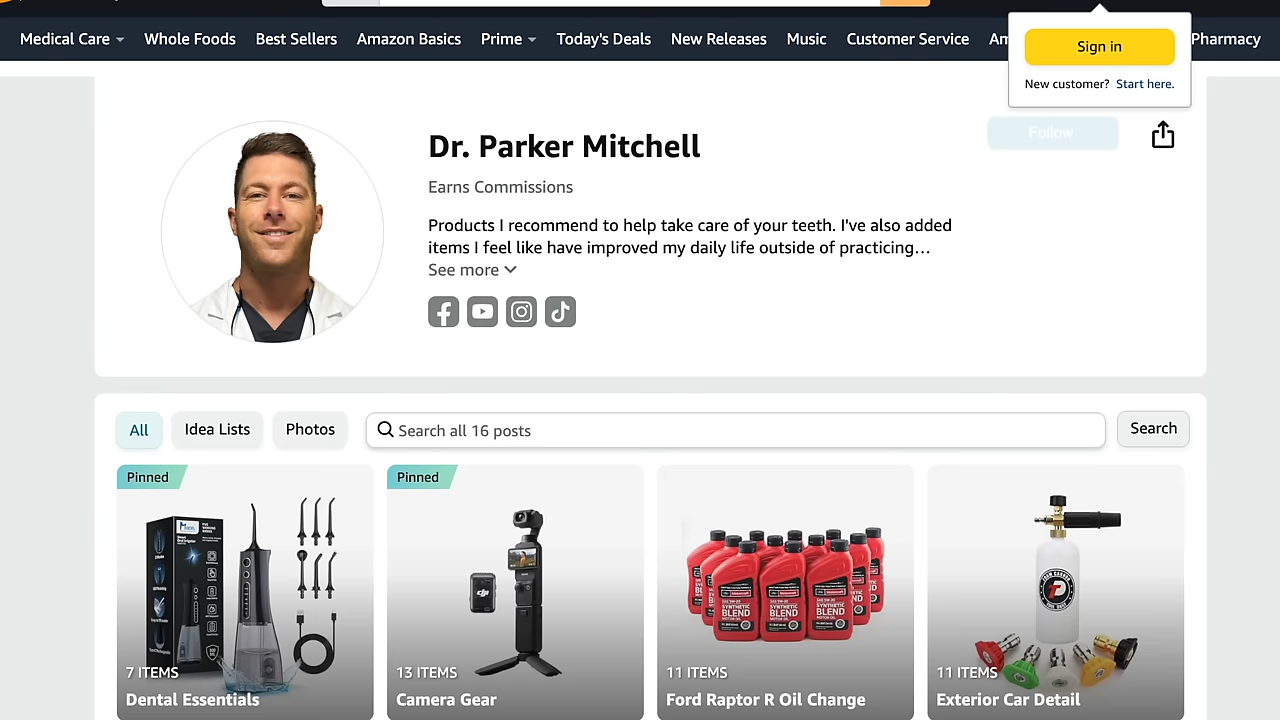 Medical Care Whole Foods Best Sellers Amazon Basics Prime Today's Deals New Releases Music Customer Service Am Pharmacy
Sign in
New customer? Start here.
Follow
Dr. Parker Mitchell
Earns Commissions
Products I recommend to help take care of your teeth. I've also added
items I feel like have improved my daily life outside of practicing...
See more
All Idea Lists Photos Search all 16 posts Search
Pinned
7 ITEMS
Dental Essentials
Pinned
13 ITEMS
Camera Gear
SYNTHETIC
BLEND
11 ITEMS
Ford Raptor R Oil Change
11 ITEMS
Exterior Car Detail